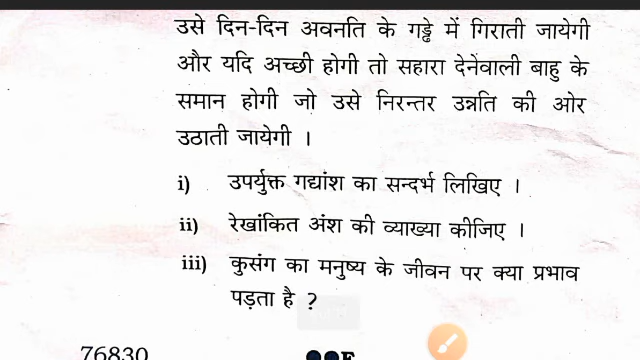 उसे दिन-दिन अवनति के गड्ढे में गिराती जायेगी
और यदि अच्छी होगी तो सहारा देनेवाली बाहु के
समान होगी जो उसे निरन्तर उन्नति की ओर
उठाती जायेगी ।
i) उपर्युक्त गद्यांश का सन्दर्भ लिखिए ।
ii) रेखांकित अंश की व्याख्या कीजिए ।
iii) कुसंग का मनुष्य के जीवन पर क्या प्रभाव
पड़ता है ?
76830